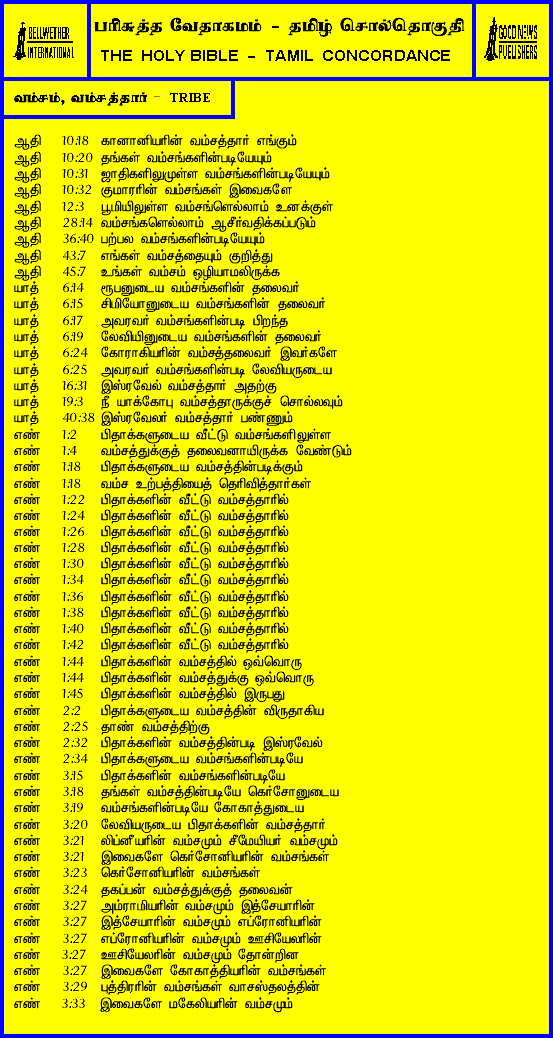 BELLWETHER
INTERNATIONAL
பரிசுத்த வேதாகமம் - தமிழ் சொல்தொகுதி
THE HOLY BIBLE - TAMIL CONCORDANCE
GOOD NEWS
PUBLISHERS
வம்சம், வம்சத்தார் - TRIBE
ஆதி 10:18 கானானியரின் வம்சத்தார் எங்கும்
ஆதி 10:20 தங்கள் வம்சங்களின்படியேயும்
ஆதி 10:31 ஜாதிகளிலுமுள்ள வம்சங்களின்படியேயும்
ஆதி 10:32 குமாரரின் வம்சங்கள் இவைகளே
ஆதி 12:3 பூமியிலுள்ள வம்சங்ளெல்லாம் உனக்குள்
ஆதி 28:14 வம்சங்களெல்லாம் ஆசீர்வதிக்கப்படும்
ஆதி 36:40 பற்பல வம்சங்களின்படியேயும்
ஆதி 43:7 எங்கள் வம்சத்தையும் குறித்து
ஆதி 45:7 உங்கள் வம்சம் ஒழியாமலிருக்க
யாத் 6:14 ரூபனுடைய வம்சங்களின் தலைவர்
யாத் 6:15 சிமியோனுடைய வம்சங்களின் தலைவர்
யாத் 6:17 அவரவர் வம்சங்களின்படி பிறந்த
யாத் 6:19 லேவியினுடைய வம்சங்களின் தலைவர்
யாத் 6:24 கோராகியரின் வம்சத்தலைவர் இவர்களே
யாத் 6:25 அவரவர் வம்சங்களின்படி லேவியருடைய
யாத் 16:31 இஸ்ரவேல் வம்சத்தார் அதற்கு
யாத் 19:3 நீ யாக்கோபு வம்சத்தாருக்குச் சொல்லவும்
யாத் 40:38 இஸ்ரவேலர் வம்சத்தார் பண்ணும்
எண் 1:2 பிதாக்களுடைய வீட்டு வம்சங்களிலுள்ள
எண் 1:4 வம்சத்துக்குத் தலைவனாயிருக்க வேண்டும்
எண் 1:18 பிதாக்களுடைய வம்சத்தின்படிக்கும்
எண் 1:18 வம்ச உற்பத்தியைத் தெரிவித்தார்கள்
எண் 1:22 பிதாக்களின் வீட்டு வம்சத்தாரில்
எண் 1:24 பிதாக்களின் வீட்டு வம்சத்தாரில்
எண் 1:26 பிதாக்களின் வீட்டு வம்சத்தாரில்
எண் 1:28 பிதாக்களின் வீட்டு வம்சத்தாரில்
எண் 1:30 பிதாக்களின் வீட்டு வம்சத்தாரில்
எண் 1:34 பிதாக்களின் வீட்டு வம்சத்தாரில்
எண் 1:36 பிதாக்களின் வீட்டு வம்சத்தாரில்
எண் 1:38 பிதாக்களின் வீட்டு வம்சத்தாரில்
எண் 1:40 பிதாக்களின் வீட்டு வம்சத்தாரில்
எண் 1:42 பிதாக்களின் வீட்டு வம்சத்தாரில்
எண் 1:44 பிதாக்களின் வம்சத்தில் ஒவ்வொரு
எண் 1:44 பிதாக்களின் வம்சத்துக்கு ஒவ்வொரு
எண் 1:45 பிதாக்களின் வம்சத்தில் இருபது
எண் 2:2 பிதாக்களுடைய வம்சத்தின் விருதாகிய
எண் 2:25 தாண் வம்சத்திற்கு
எண் 2:32 பிதாக்களின் வம்சத்தின்படி இஸ்ரவேல்
எண் 2:34 பிதாக்களுடைய வம்சங்களின்படியே
எண் 3:15 பிதாக்களின் வம்சங்களின்படியே
எண் 3:18 தங்கள் வம்சத்தின்படியே கெர்சோனுடைய
எண் 3:19 வம்சங்களின்படியே கோகாத்துடைய
எண் 3:20 லேவியருடைய பிதாக்களின் வம்சத்தார்
எண் 3:21 லிப்னீயரின் வம்சமும் சீமேயியர் வம்சமும்
எண் 3:21 இவைகளே கெர்சோனியரின் வம்சங்கள்
எண் 3:23 கெர்சோனியரின் வம்சங்கள்
எண் 3:24 தகப்பன் வம்சத்துக்குத் தலைவன்
எண் 3:27 அம்ராமியரின் வம்சமும் இத்சேயாரின்
எண் 3:27 இத்சேயாரின் வம்சமும் எப்ரோனியரின்
எண் 3:27 எப்ரோனியரின் வம்சமும் ஊசியேலரின்
எண் 3:27 ஊசியேலரின் வம்சமும் தோன்றின
எண் 3:27 இவைகளே கோகாத்தியரின் வம்சங்கள்
எண் 3:29 புத்திரரின் வம்சங்கள் வாசஸ்தலத்தின்
எண் 3:33 இவைகளே மகேலியரின் வம்சமும்